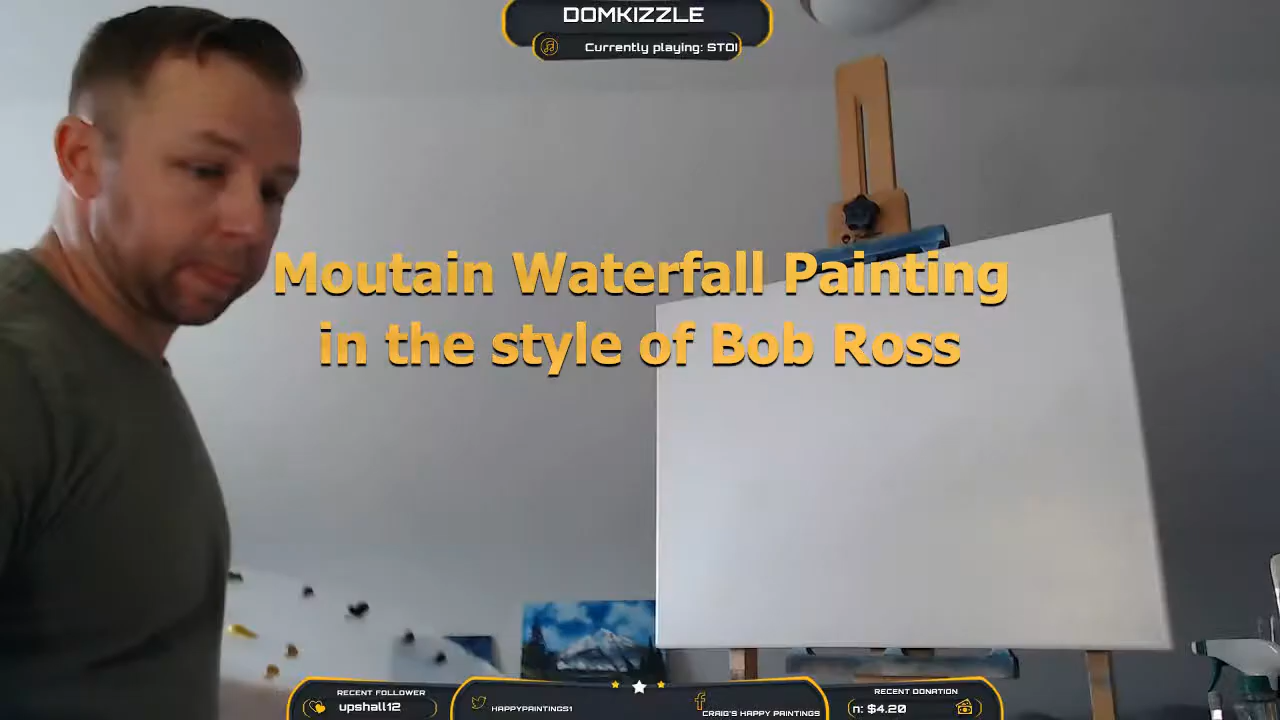 DOMKIZZLE
Currently playing: STO
Moutain Waterfall Painting
in the style of Bob Ross
RECENT FOLLOWER
upshall12
HAPPYPAINTINGS1
CRAIG'S HAPPY PAINTINGS
RECENT DONATION
n: $4.20